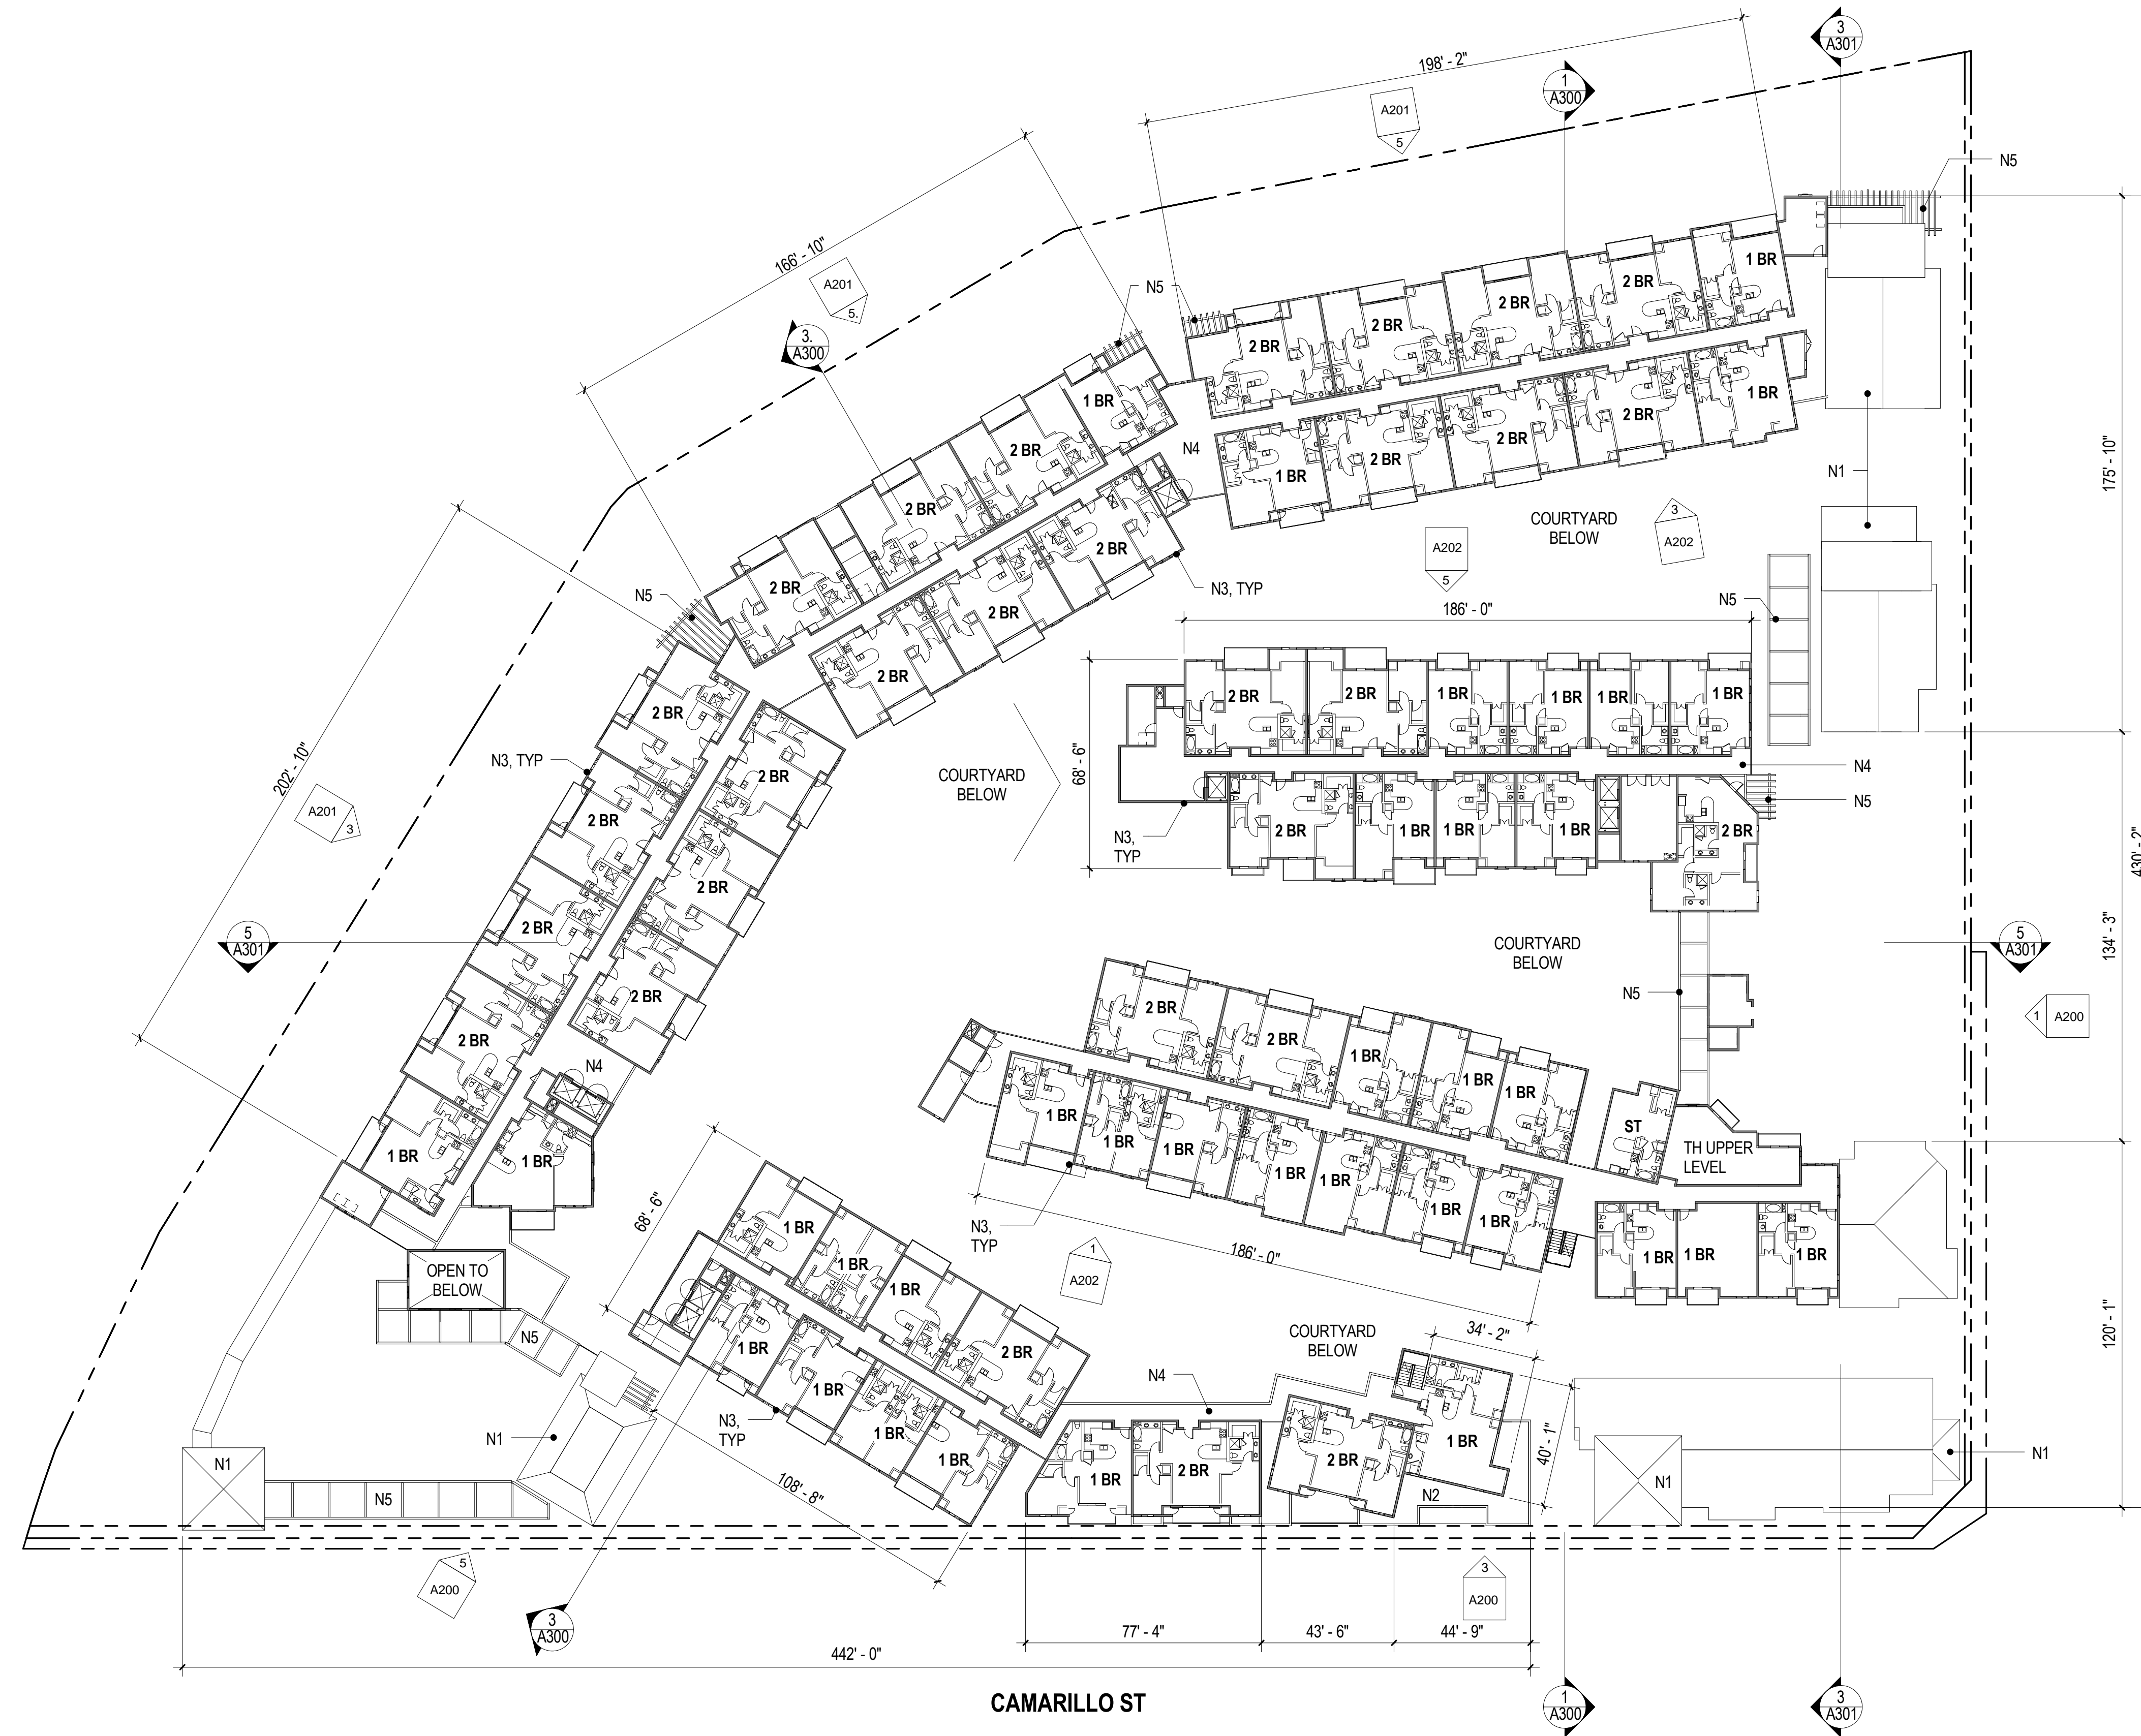 3
A301
198' - 2"
1
A300
A201
5
N5
166' - 10"
A201
5.
3.
A300
N5
1 BR
2 BR
2 BR
2 BR
2 BR
1 BR
2 BR
2 BR
2 BR
1 BR
N4
1 BR
2 BR
2 BR
2 BR
2 BR
2 BR
2 BR
N1
175' - 10"
COURTYARD
BELOW
3
A202
A202
5
N3, TYP
N5
N5
186' - 0"
2 BR
2 BR
2 BR
2 BR
2 BR
2 BR
2 BR
1 BR
1 BR
1 BR
1 BR
N3, TYP
202' - 10"
A201
3
COURTYARD
BELOW
68' - 6"
N4
N5
N3,
TYP
2 BR
1 BR
1 BR
1 BR
2 BR
430' - 2"
2 BR
2 BR
2 BR
5
A301
COURTYARD
BELOW
5
A301
134' - 3"
N5
1
A200
2 BR
2 BR
1 BR
1 BR
1 BR
N4
1 BR
1 BR
1 BR
1 BR
1 BR
1 BR
1 BR
1 BR
1 BR
ST
TH UPPER
LEVEL
68' - 6"
N3,
TYP
186' - 0"
1
A202
1 BR
1 BR
1 BR
OPEN TO
BELOW
1 BR
1 BR
1 BR
2 BR
120' - 1"
N5
1 BR
1 BR
1 BR
1 BR
COURTYARD
BELOW
34' - 2"
N4
N3,
TYP
N1
N1
N5
108' - 8"
1 BR
2 BR
2 BR
1 BR
40' - 1"
N2
N1
N1
5
A200
3
A200
3
A300
77' - 4"
43' - 6"
44' - 9"
442' - 0"
CAMARILLO ST
1
A300
3
A301